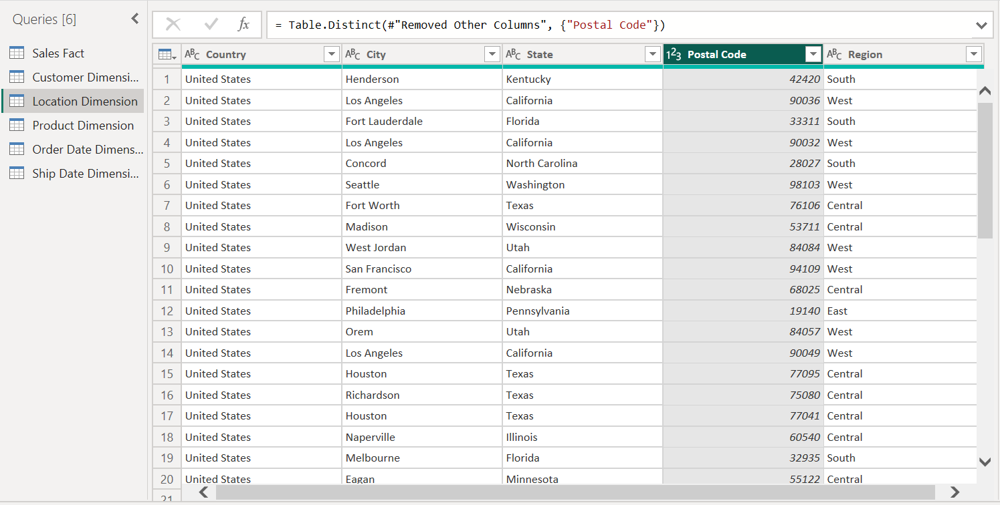 Queries [6]
Sales Fact
Customer Dimensi...
Location Dimension
Product Dimension
Order Date Dimens...
Ship Date Dimensi...
fx
= Table.Distinct(#"Removed Other Columns", {"Postal Code"})
ABC Country ABC City ABC State 123 Postal Code ABC Region
1 United States Henderson Kentucky 42420 South
2 United States Los Angeles California 90036 West
3 United States Fort Lauderdale Florida 33311 South
4 United States Los Angeles California 90032 West
5 United States Concord North Carolina 28027 South
6 United States Seattle Washington 98103 West
7 United States Fort Worth Texas 76106 Central
8 United States Madison Wisconsin 53711 Central
9 United States West Jordan Utah 84084 West
10 United States San Francisco California 94109 West
11 United States Fremont Nebraska 68025 Central
12 United States Philadelphia Pennsylvania 19140 East
13 United States Orem Utah 84057 West
14 United States Los Angeles California 90049 West
15 United States Houston Texas 77095 Central
16 United States Richardson Texas 75080 Central
17 United States Houston Texas 77041 Central
18 United States Naperville Illinois 60540 Central
19 United States Melbourne Florida 32935 South
20 United States Eagan Minnesota 55122 Central
21